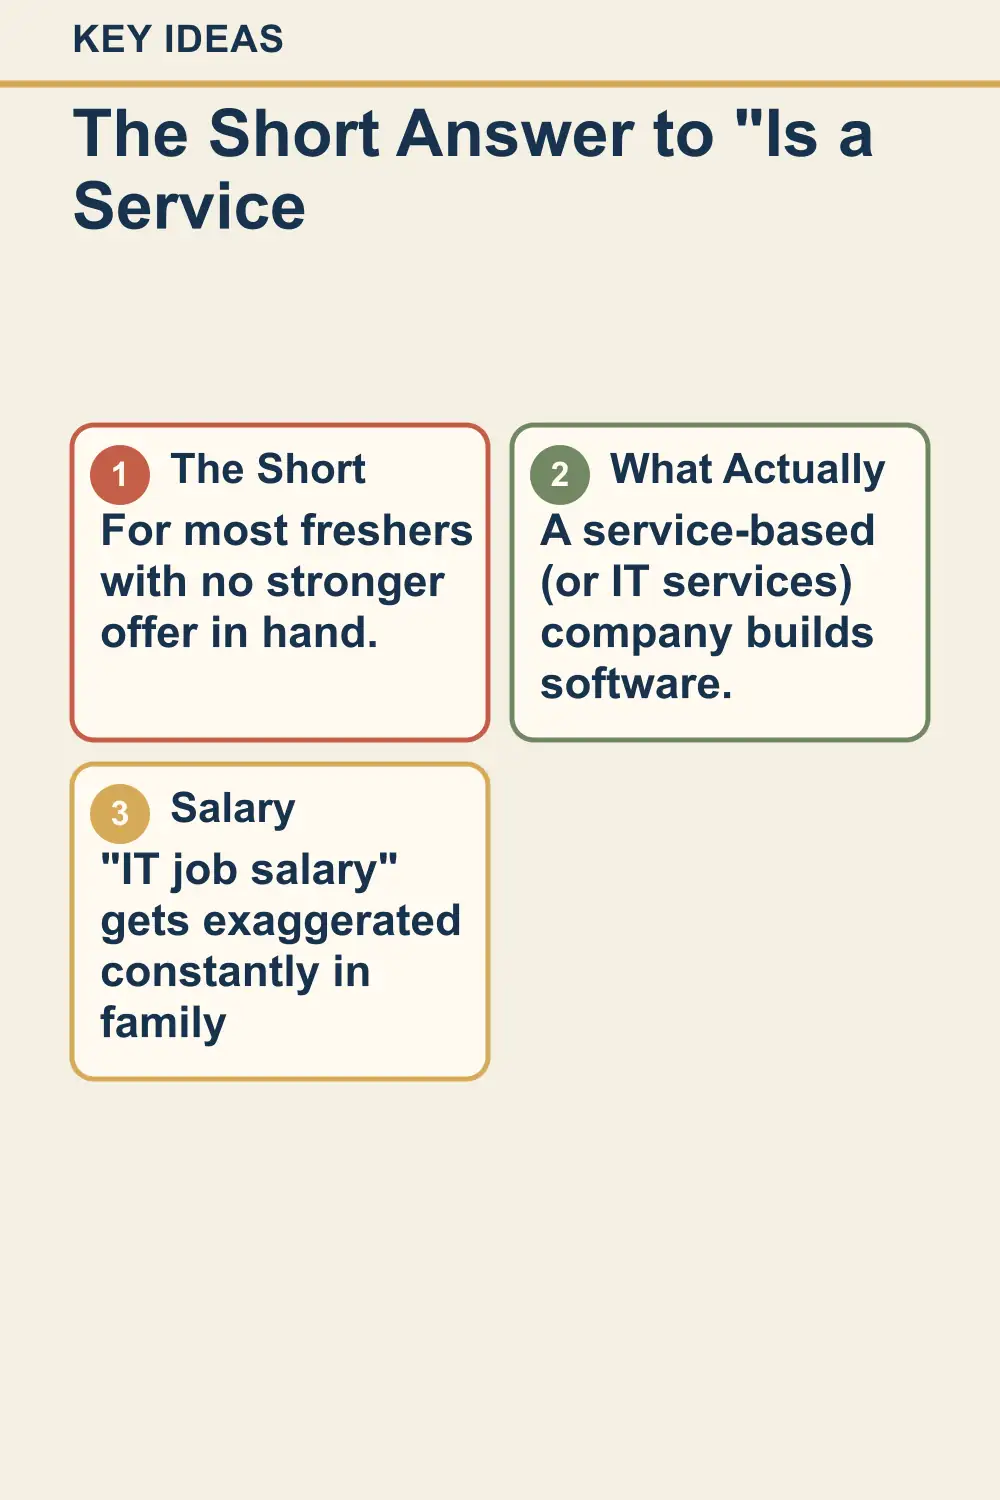 KEY IDEAS
The Short Answer to "Is a
Service
1 The Short
For most freshers
with no stronger
offer in hand.
2 What Actually
A service-based
(or IT services)
company builds
software.
3 Salary
"IT job salary"
gets exaggerated
constantly in
family